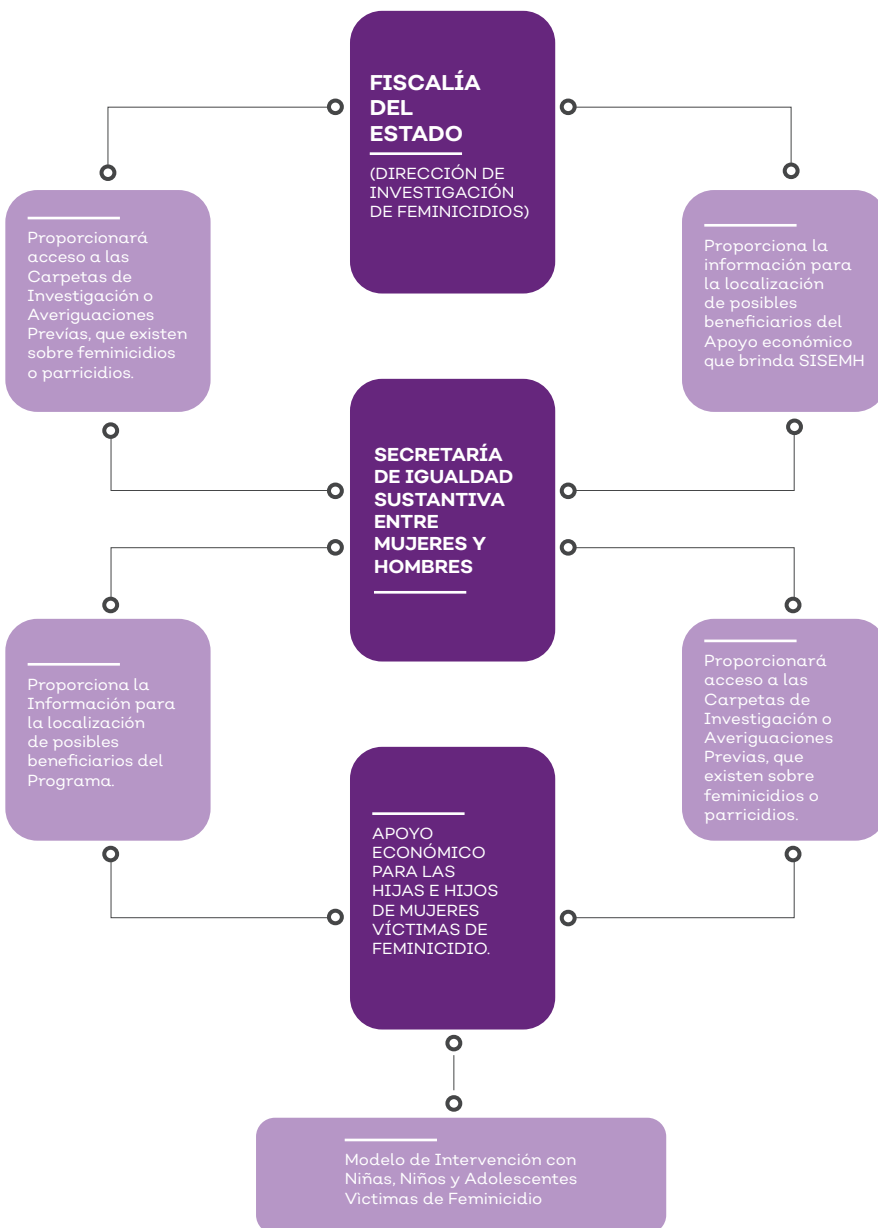 FISCALÍA
DEL
ESTADO
(DIRECCIÓN DE
INVESTIGACIÓN
DE FEMINICIDIOS)
Proporcionará
acceso a las
Carpetas de
Investigación o
Averiguaciones
Previas, que existen
sobre feminicidios
o parricidios.
Proporciona la
información para
la localización
de posibles
beneficiarios del
Apoyo económico
que brinda SISEMH
SECRETARÍA
DE IGUALDAD
SUSTANTIVA
ENTRE
MUJERES Y
HOMBRES
Proporciona la
Información para
la localización
de posibles
beneficiarios del
Programa.
Proporcionará
acceso a las
Carpetas de
Investigación o
Averiguaciones
Previas, que
existen sobre
feminicidios o
parricidios.
APOYO
ECONÓMICO
PARA LAS
HIJAS E HIJOS
DE MUJERES
VÍCTIMAS DE
FEMINICIDIO.
Modelo de Intervención con
Niñas, Niños y Adolescentes
Victimas de Feminicidio